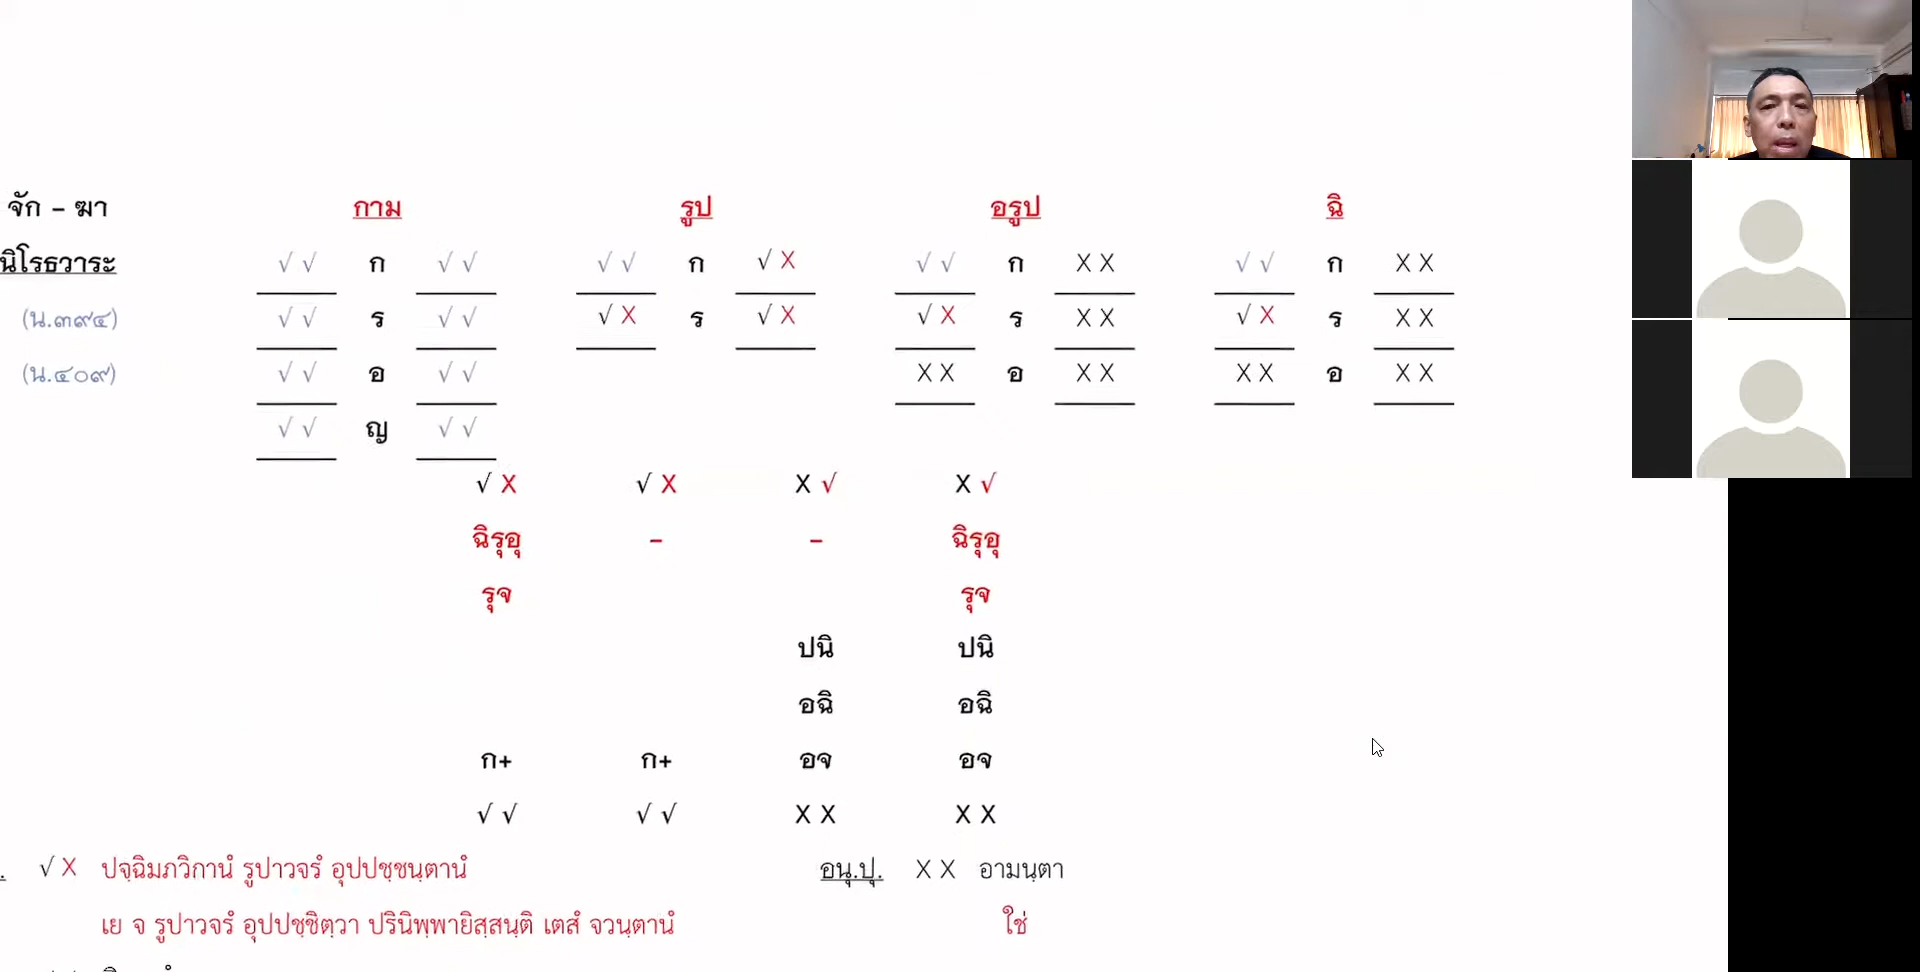 จัก – ฆา กาม รูป อรูป ฉิ
นิโรธวาระ √ √ ก √ √ √ √ ก √ X √ √ ก X X √ √ ก X X
(น.๓๙๔) √ √ ร √ √ √ X ร √ X √ X ร X X √ X ร X X
(น.๔๐๙) √ √ อ √ √ X X อ X X X X อ X X
√ √ ญ √ √
√ X √ X X √ X √
ฉิรุอุ – – ฉิรุอุ
รุจ รุจ
ปนิ ปนิ
อฉิ อฉิ
ก+ ก+ อจ อจ
√ √ √ √ X X X X
. √ X ปจฺฉิมภวิกานํ รูปาวจรํ อุปปชฺชนฺตานํ อนุ.ปุ. X X อามนฺตา
เย จ รูปาวจรํ อุปปชฺชิตฺวา ปรินิพฺพายิสฺสนฺติ เตสํ จวนฺตานํ ใช่